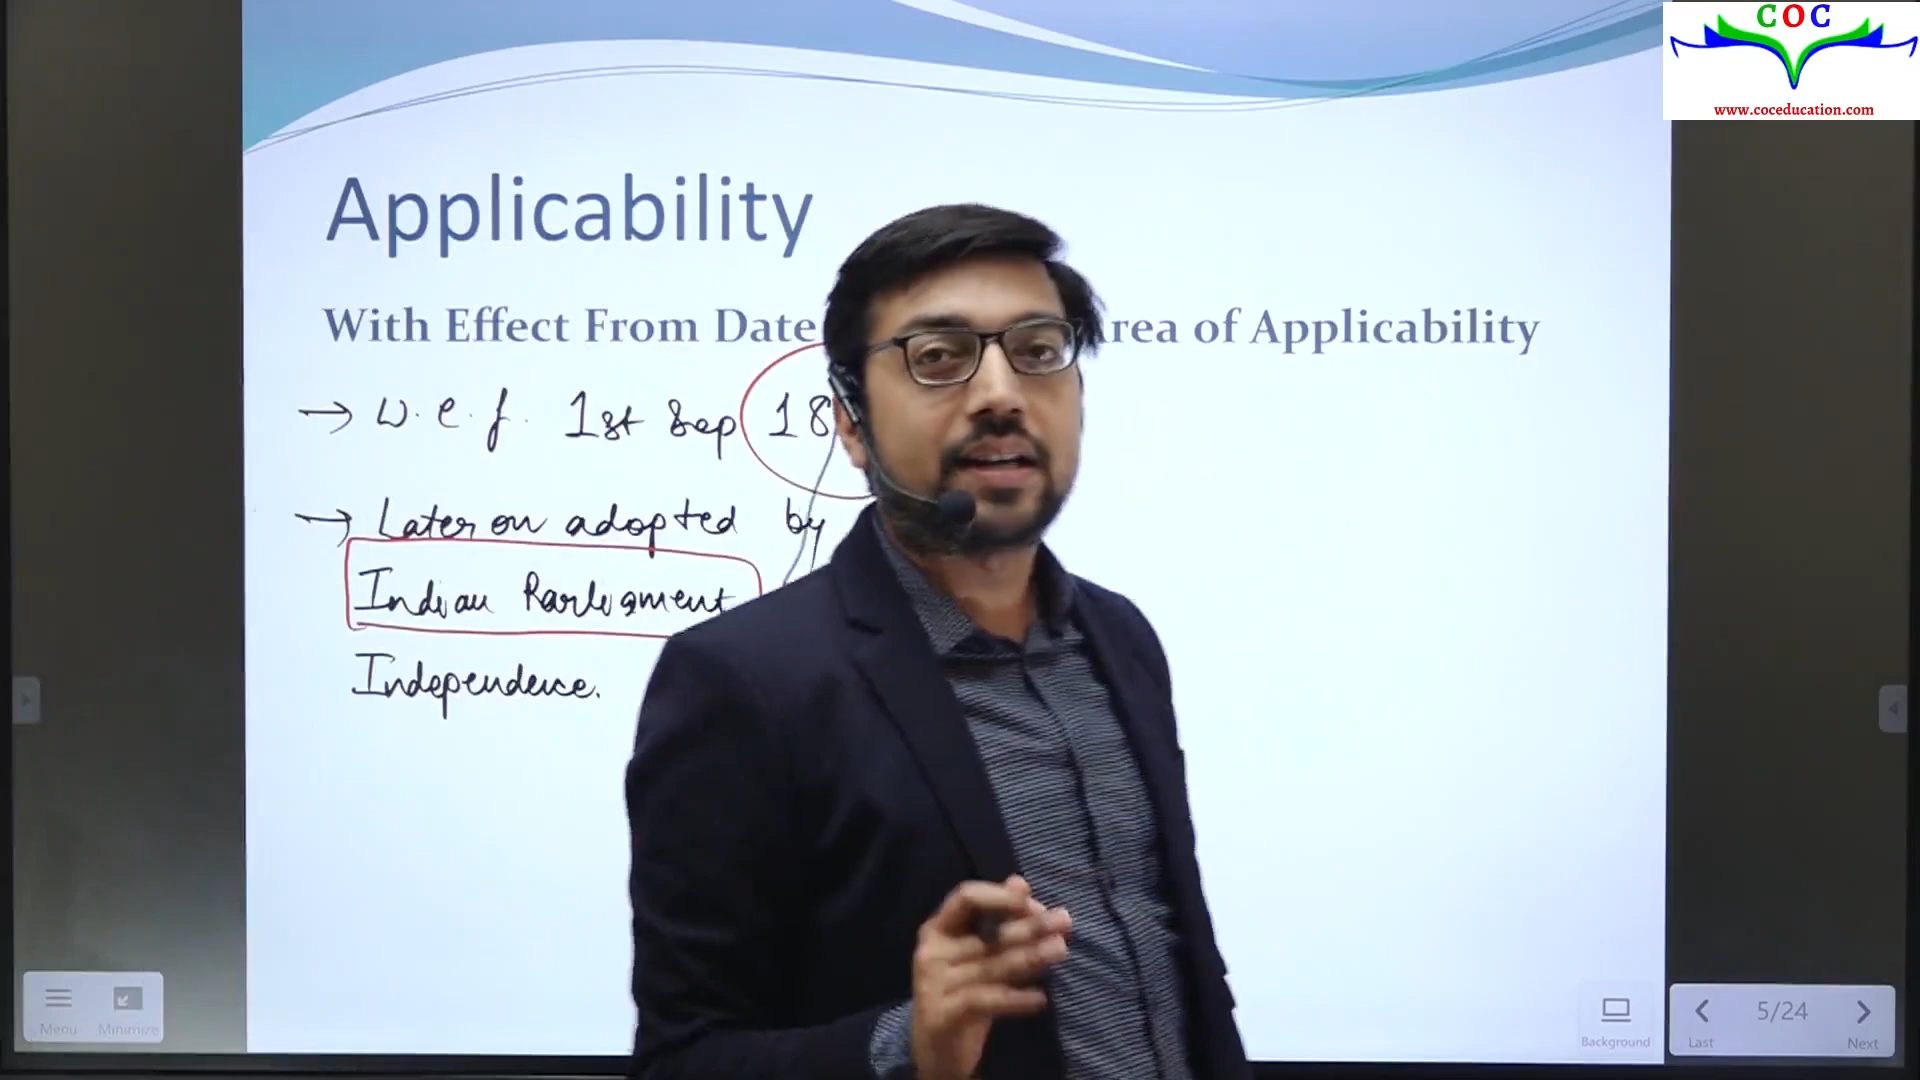 COC
www.coceducation.com
Applicability
With Effect From Date
rea of Applicability
→ W.e.f. 1st Sep 18
→ Later on adopted by
Indian Parliament
Independence.
Menu
Minimize
Background
5/24
Last
Next